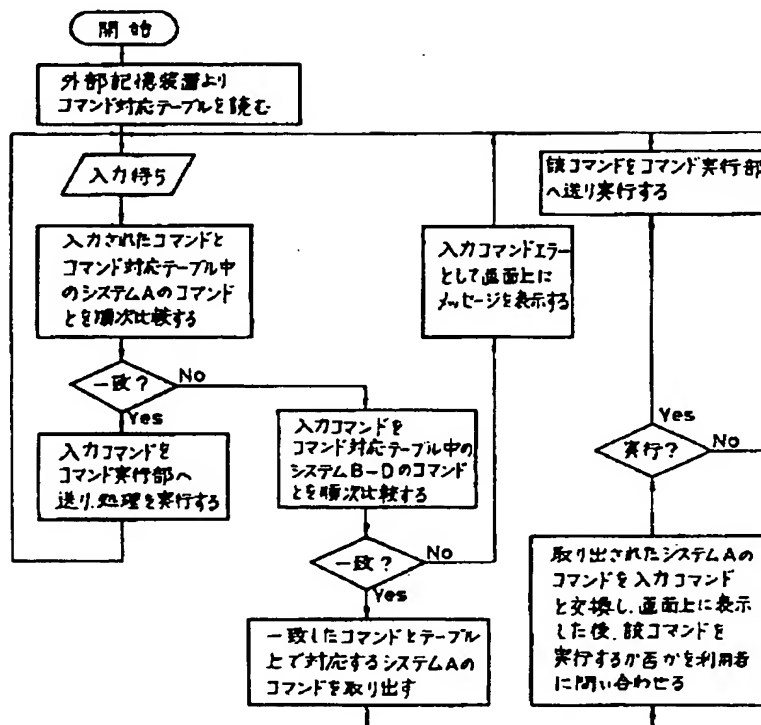 開始
外部記憶装置より
コマンド対応テーブルを読む
入力待ち
入力されたコマンドと
コマンド対応テーブル中
のシステムAのコマンド
とを順次比較する
一致?
No
Yes
入力コマンドを
コマンド実行部へ
送り、処理を実行する
入力コマンドを
コマンド対応テーブル中の
システムB-Dのコマンド
とを順次比較する
一致?
No
Yes
一致したコマンドとテーブル
上で対応するシステムAの
コマンドを取り出す
入力コマンドエラー
として画面上に
メッセージを表示する
該コマンドをコマンド実行部
へ送り実行する
Yes
実行?
No
取り出されたシステムAの
コマンドを入力コマンド
と交換し、画面上に表示
した後、該コマンドを
実行するか否かを利用者
に問い合わせる